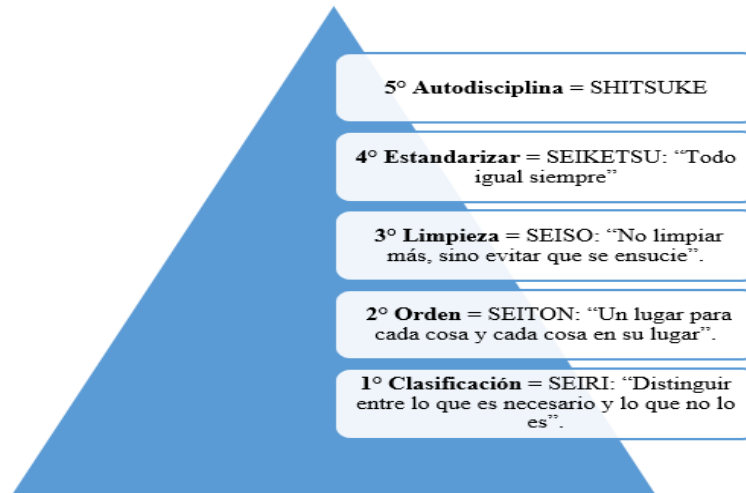 5° Autodisciplina = SHITSUKE
4° Estandarizar = SEIKETSU: “Todo
igual siempre”
3° Limpieza = SEISO: “No limpiar
más, sino evitar que se ensucie”.
2° Orden = SEITON: “Un lugar para
cada cosa y cada cosa en su lugar”.
1° Clasificación = SEIRI: “Distinguir
entre lo que es necesario y lo que no lo
es”.